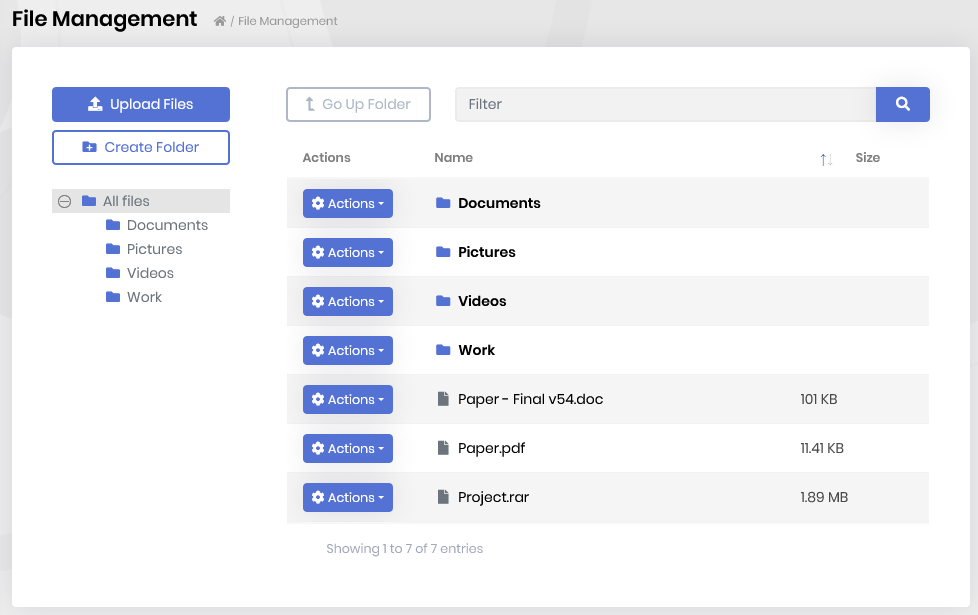 File Management / File Management
Upload Files
Create Folder
All files
Documents
Pictures
Videos
Work
Go Up Folder
Filter
Actions Name Size
Actions Documents
Actions Pictures
Actions Videos
Actions Work
Actions Paper - Final v54.doc 101 KB
Actions Paper.pdf 11.41 KB
Actions Project.rar 1.89 MB
Showing 1 to 7 of 7 entries